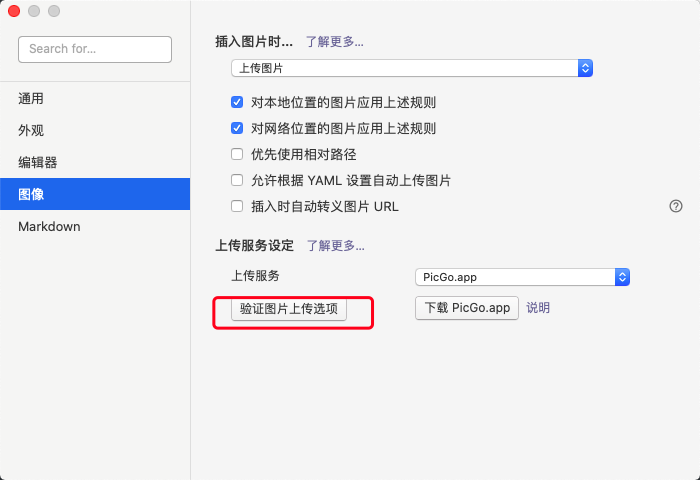 Search for...
通用
外观
编辑器
图像
Markdown
插入图片时... 了解更多...
上传图片
对本地位置的图片应用上述规则
对网络位置的图片应用上述规则
优先使用相对路径
允许根据 YAML 设置自动上传图片
插入时自动转义图片 URL ?
上传服务设定 了解更多...
上传服务 PicGo.app
验证图片上传选项 下载 PicGo.app 说明